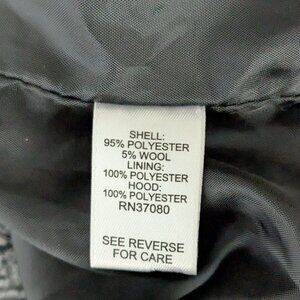 SHELL:
95% POLYESTER
5% WOOL
LINING:
100% POLYESTER
HOOD:
100% POLYESTER
RN37080
SEE REVERSE
FOR CARE